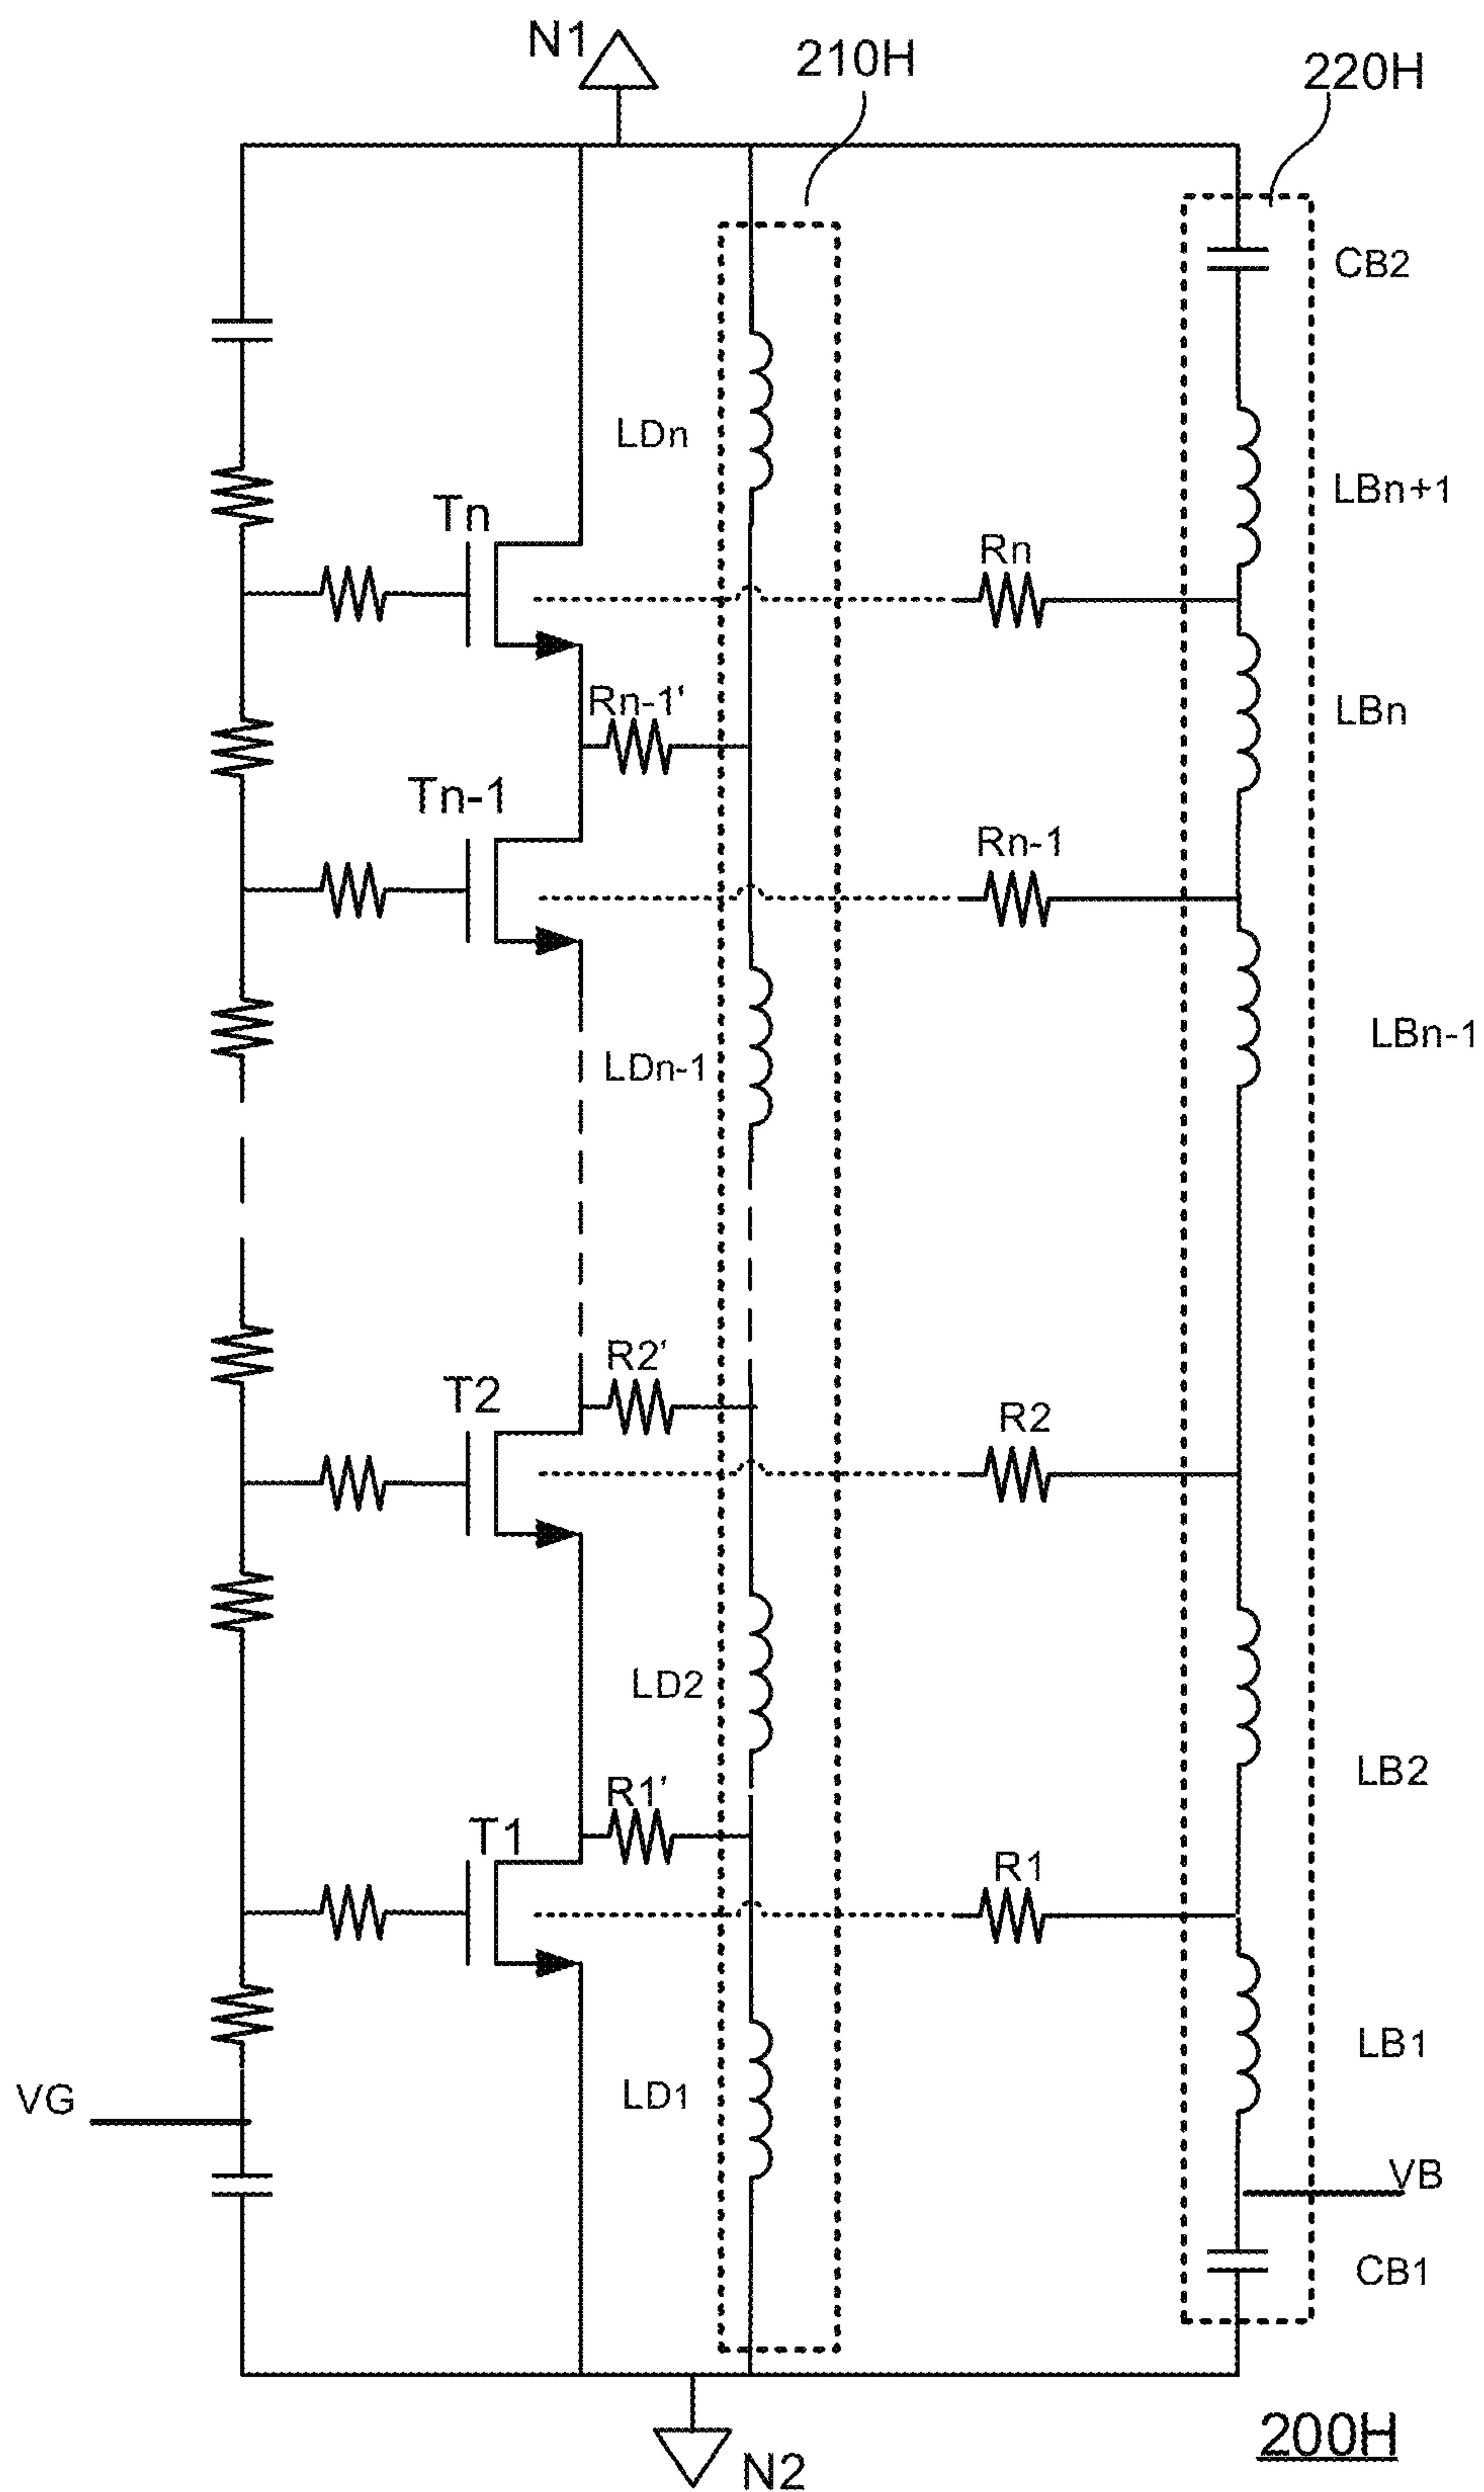 N1
210H
220H
CB2
LDn
LBn+1
Tn
Rn
Rn-1'
LBn
Tn-1
Rn-1
LBn-1
LDn-1
R2'
T2
R2
LD2
LB2
R1'
T1
R1
LB1
LD1
VG
VB
CB1
200H
N2